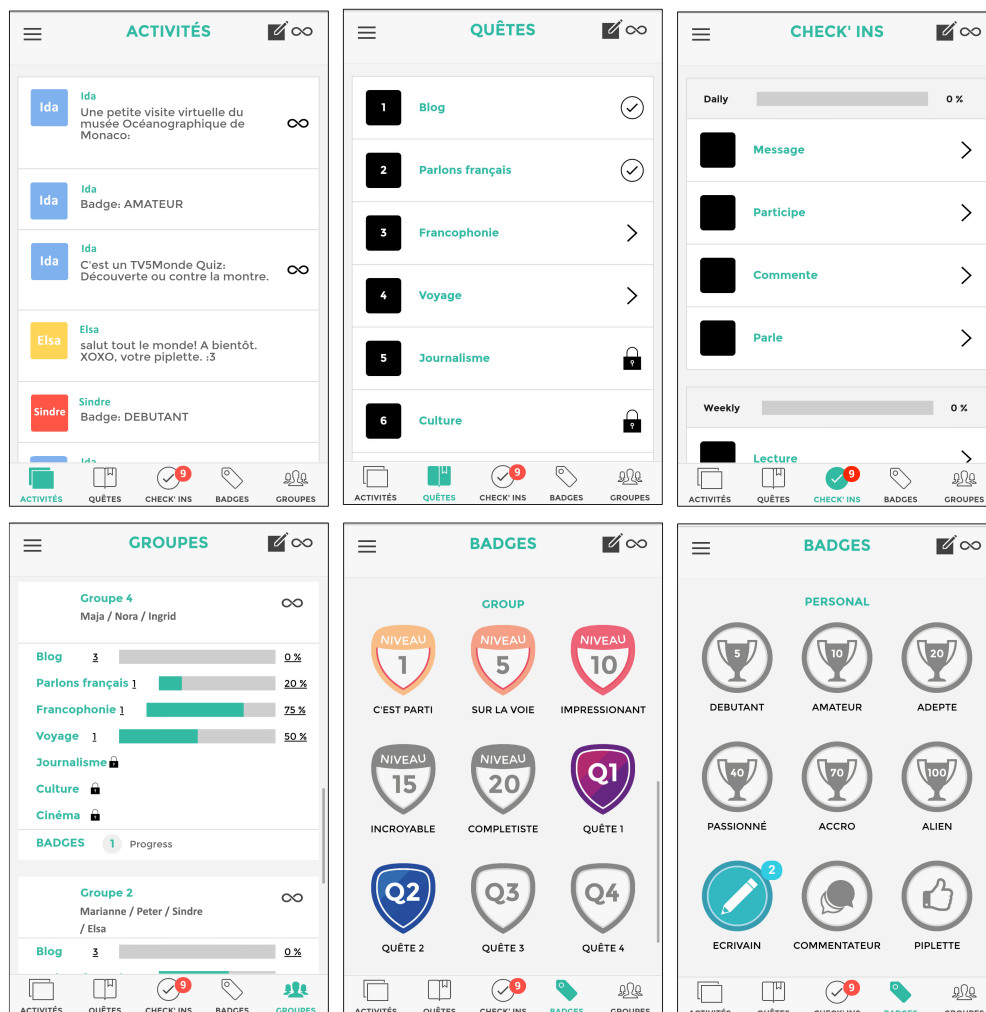 ACTIVITÉS
Ida
Ida
Une petite visite virtuelle du
musée Océanographique de
Monaco:
Ida
Ida
Badge: AMATEUR
Ida
Ida
C'est un TV5Monde Quiz:
Découverte ou contre la montre.
Elsa
Elsa
salut tout le monde! A bientôt.
XOXO, votre piplette. :3
Sindre
Sindre
Badge: DEBUTANT
Ida
9
ACTIVITÉS QUÊTES CHECK' INS BADGES GROUPES
QUÊTES
1 Blog
2 Parlons français
3 Francophonie
4 Voyage
5 Journalisme
6 Culture
9
ACTIVITÉS QUÊTES CHECK' INS BADGES GROUPES
CHECK' INS
Daily 0 %
Message
Participe
Commente
Parle
Weekly 0 %
Lecture
9
ACTIVITÉS QUÊTES CHECK' INS BADGES GROUPES
GROUPES
Groupe 4
Maja / Nora / Ingrid
Blog 3 0 %
Parlons français 1 20 %
Francophonie 1 75 %
Voyage 1 50 %
Journalisme
Culture
Cinéma
BADGES 1 Progress
Groupe 2
Marianne / Peter / Sindre
/ Elsa
Blog 3 0 %
9
ACTIVITÉS QUÊTES CHECK' INS BADGES GROUPES
BADGES
GROUP
NIVEAU NIVEAU NIVEAU
1 5 10
C'EST PARTI SUR LA VOIE IMPRESSIONANT
NIVEAU NIVEAU
15 20 Q1
INCROYABLE COMPLETISTE QUÊTE 1
Q2 Q3 Q4
QUÊTE 2 QUÊTE 3 QUÊTE 4
9
ACTIVITÉS QUÊTES CHECK' INS BADGES GROUPES
BADGES
PERSONAL
5 10 20
DEBUTANT AMATEUR ADEPTE
40 70 100
PASSIONNÉ ACCRO ALIEN
2
ECRIVAIN COMMENTATEUR PIPLETTE
9
ACTIVITÉS QUÊTES CHECK' INS BADGES GROUPES